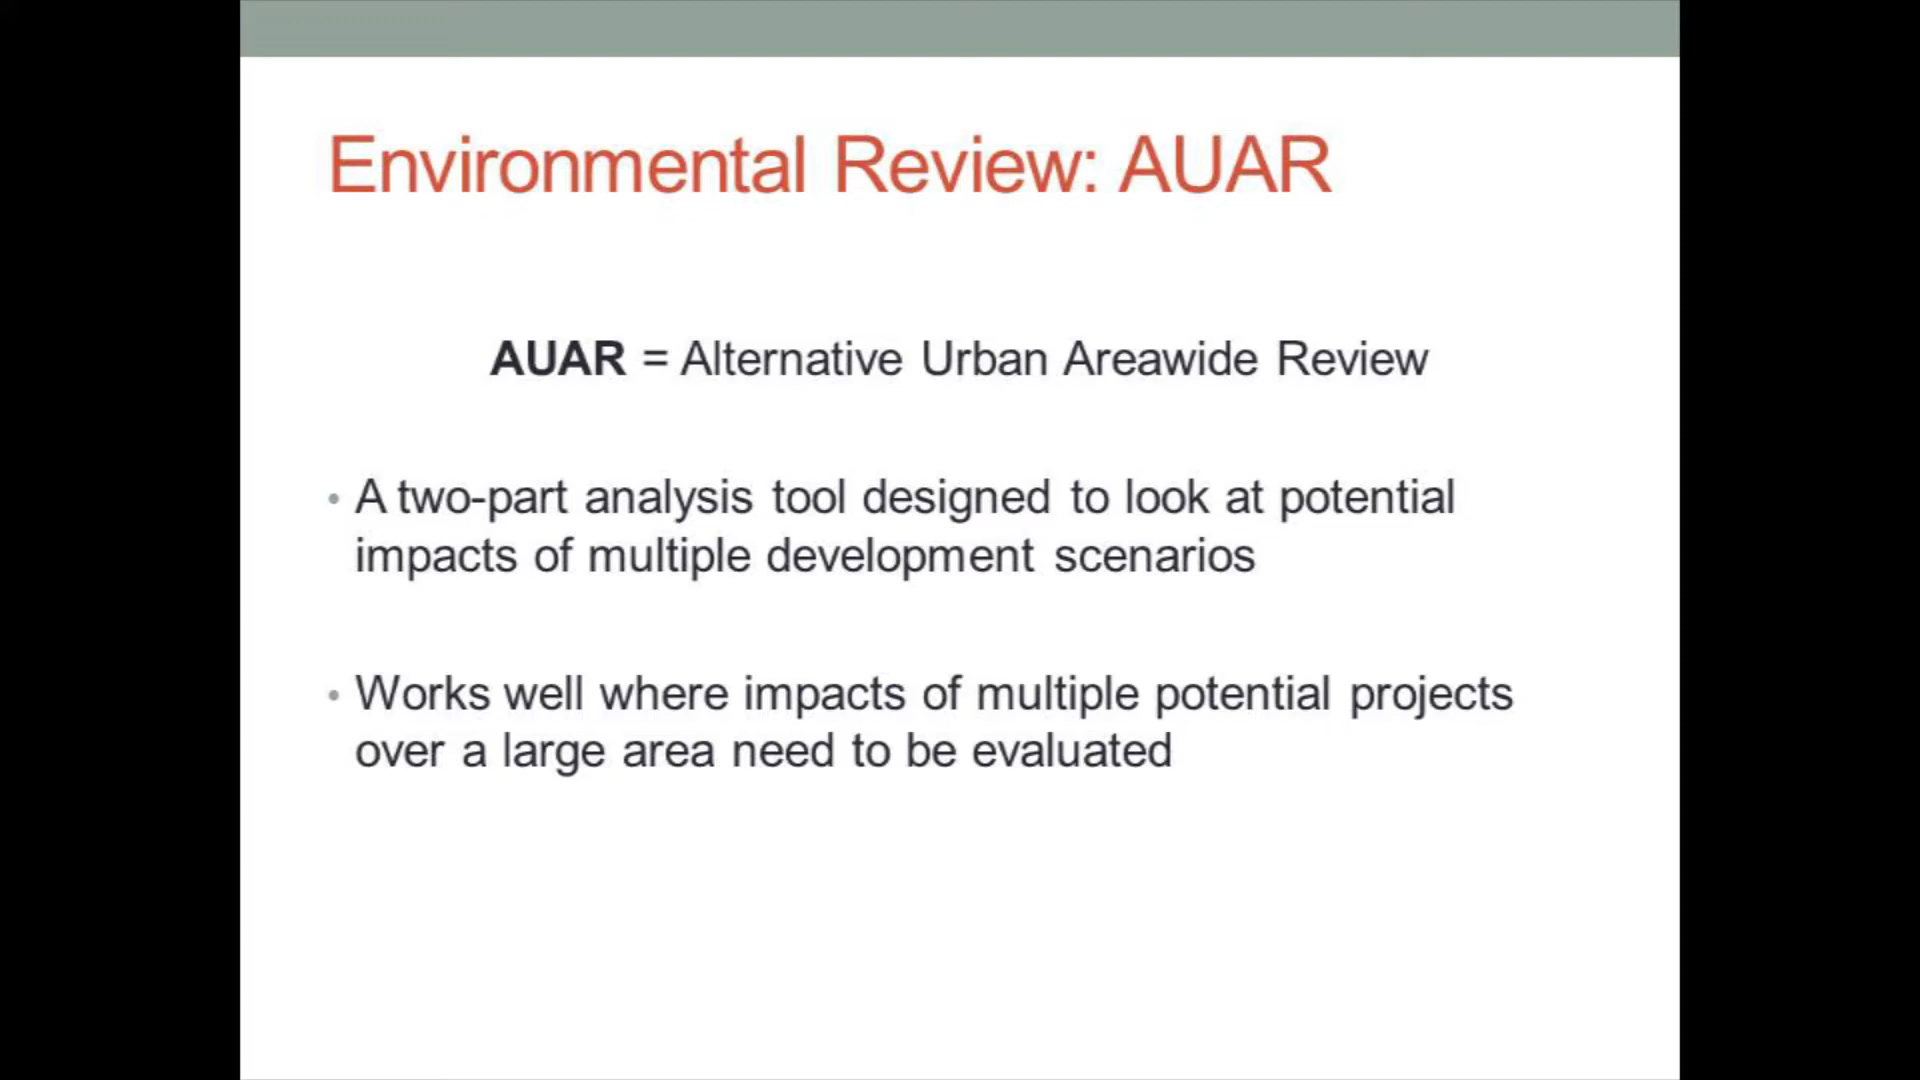 Environmental Review: AUAR
AUAR = Alternative Urban Areawide Review
• A two-part analysis tool designed to look at potential
impacts of multiple development scenarios
• Works well where impacts of multiple potential projects
over a large area need to be evaluated